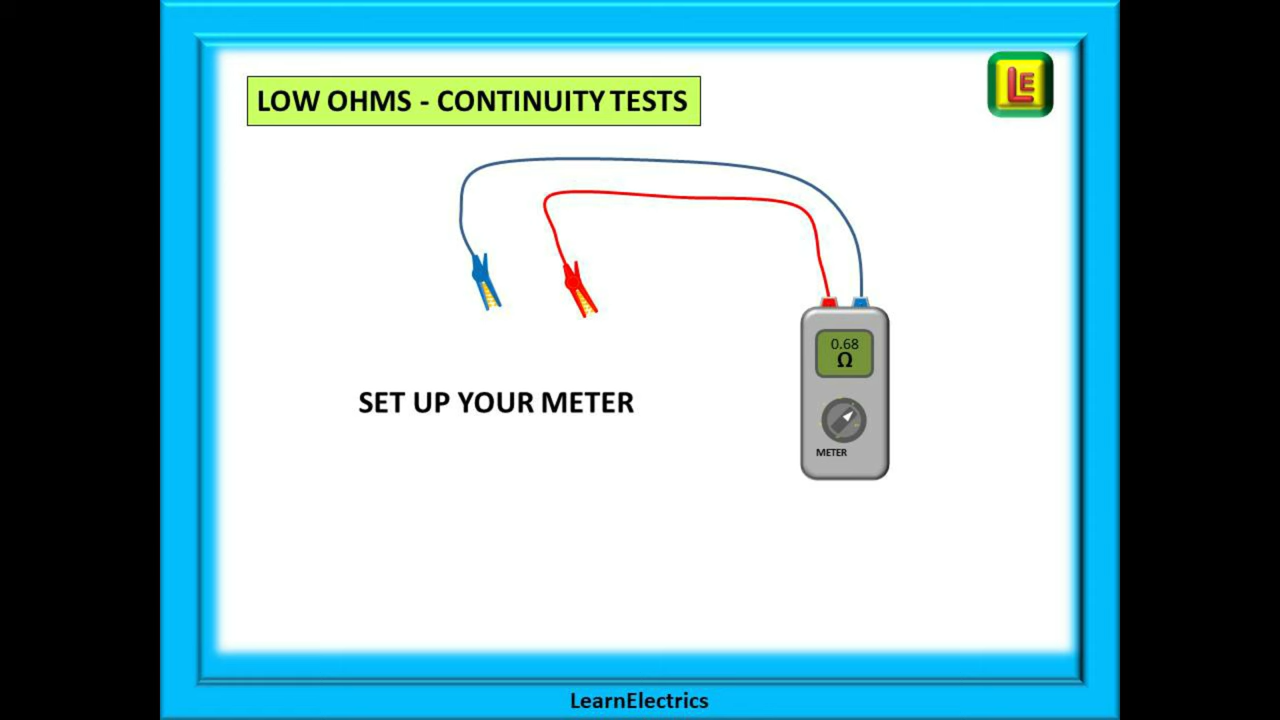 LOW OHMS - CONTINUITY TESTS
LE
0.68
Ω
SET UP YOUR METER
METER
LearnElectrics